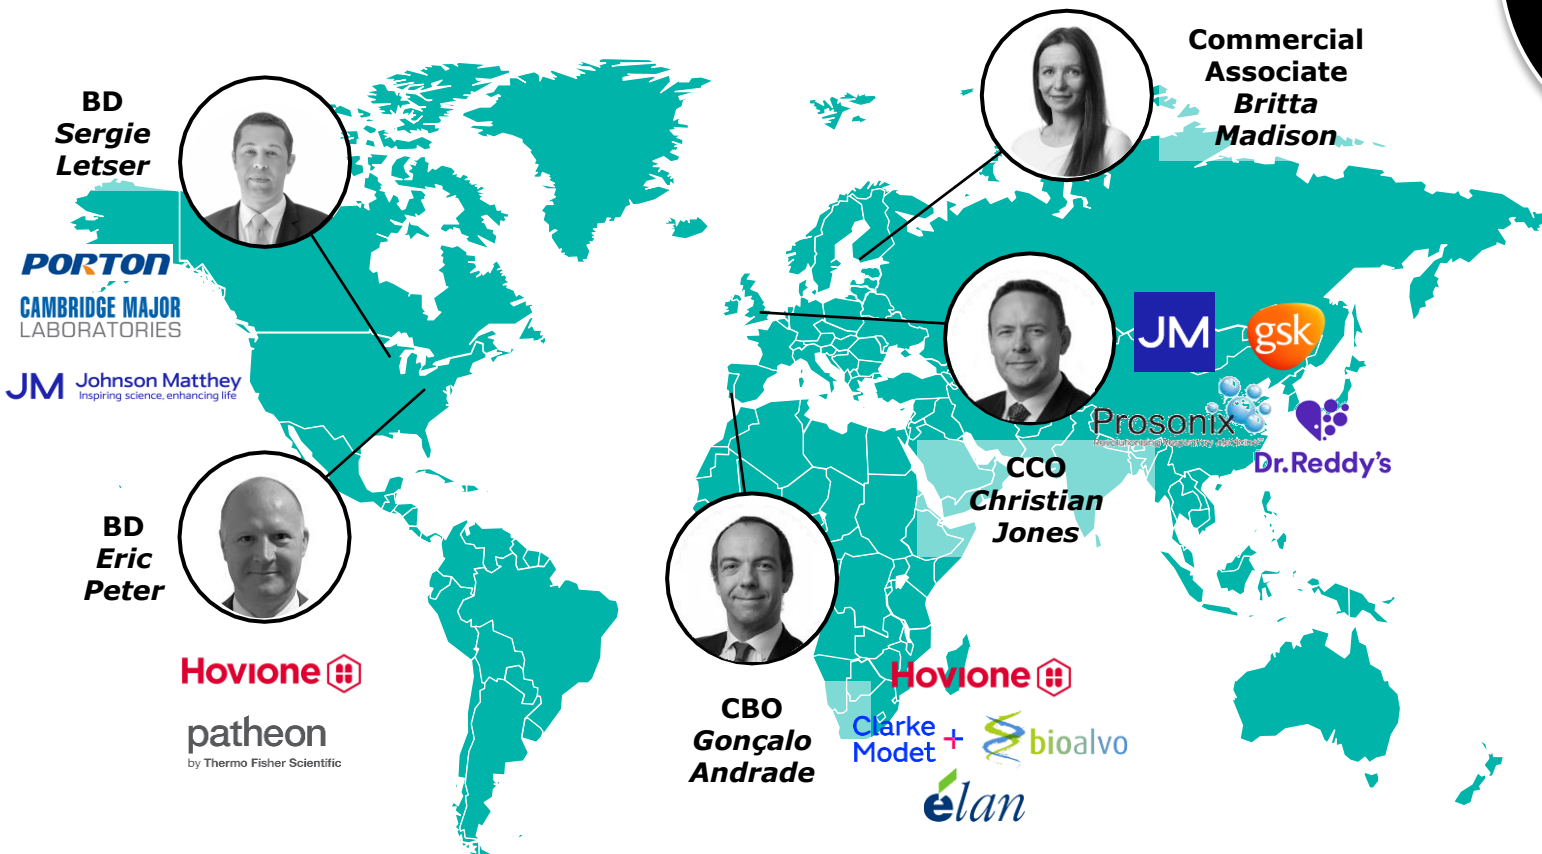 Commercial
Associate
Britta
Madison
BD
Sergie
Letser
PORTON
CAMBRIDGE MAJOR
LABORATORIES
JM Johnson Matthey
Inspiring science, enhancing life
JM
gsk
Prosonix
Dr.Reddy's
CCO
Christian
Jones
BD
Eric
Peter
Hovione
patheon
by Thermo Fisher Scientific
CBO
Gonçalo
Andrade
Hovione
Clarke
Modet
bioalvo
élan